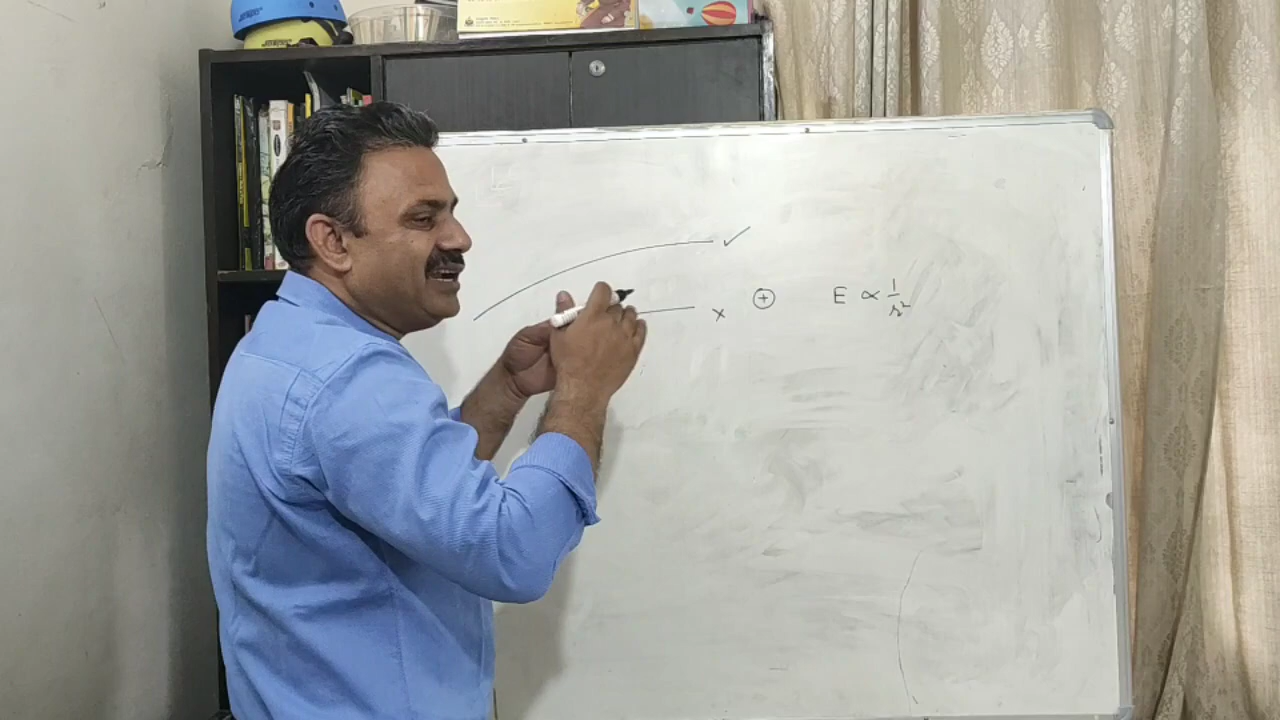 ✓
x ⊕ E ∝ 1/r²